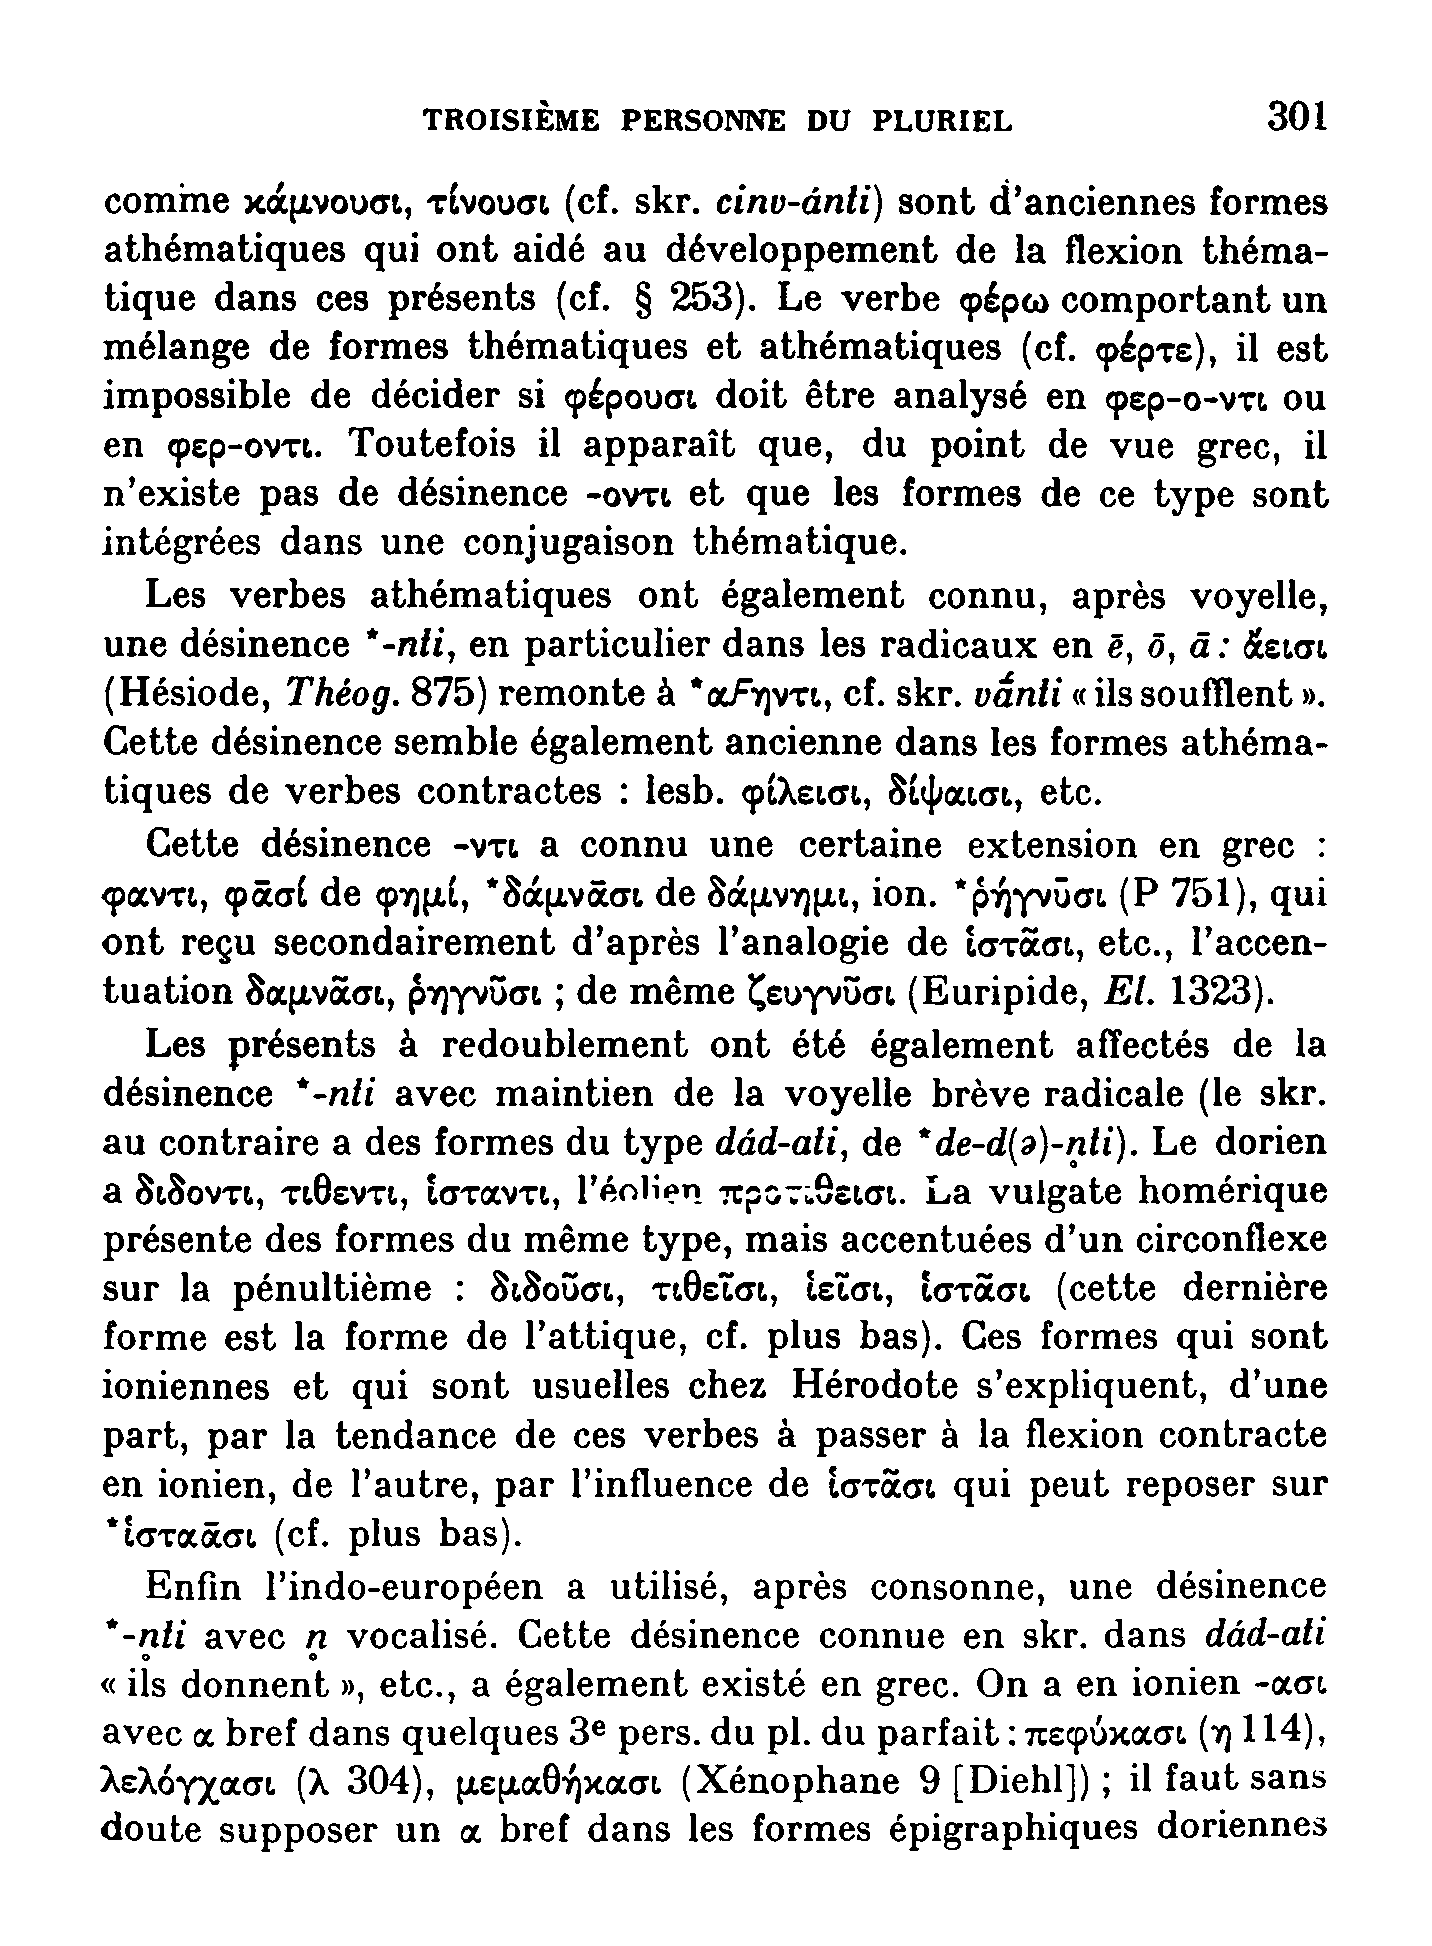 TROISIÈME PERSONNE DU PLURIEL 301
comme κάμνουσι, τίνουσι (cf. skr. cinv-ánti) sont d'anciennes formes
athématiques qui ont aidé au développement de la flexion théma-
tique dans ces présents (cf. § 253). Le verbe φέρω comportant un
mélange de formes thématiques et athématiques (cf. φέρτε), il est
impossible de décider si φέρουσι doit être analysé en φερ-ο-ντι ou
en φερ-οντι. Toutefois il apparaît que, du point de vue grec, il
n'existe pas de désinence -οντι et que les formes de ce type sont
intégrées dans une conjugaison thématique.
Les verbes athématiques ont également connu, après voyelle,
une désinence *-nti, en particulier dans les radicaux en ē, ō, ā : ἄεισι
(Hésiode, Théog. 875) remonte à *αϝηντι, cf. skr. vā́nti « ils soufflent ».
Cette désinence semble également ancienne dans les formes athéma-
tiques de verbes contractes : lesb. φίλεισι, δίψαισι, etc.
Cette désinence -ντι a connu une certaine extension en grec :
φαντι, φᾱσί de φημί, *δάμνᾱσι de δάμνημι, ion. *ῥήγνῡσι (Ρ 751), qui
ont reçu secondairement d'après l'analogie de ἱστᾶσι, etc., l'accen-
tuation δαμνᾶσι, ῥηγνῦσι ; de même ζευγνῦσι (Euripide, El. 1323).
Les présents à redoublement ont été également affectés de la
désinence *-nti avec maintien de la voyelle brève radicale (le skr.
au contraire a des formes du type dád-ati, de *de-d(ə)-n̥ti). Le dorien
a διδοντι, τιθεντι, ἱσταντι, l'éolien προτιθεισι. La vulgate homérique
présente des formes du même type, mais accentuées d'un circonflexe
sur la pénultième : διδοῦσι, τιθεῖσι, ἱεῖσι, ἱστᾶσι (cette dernière
forme est la forme de l'attique, cf. plus bas). Ces formes qui sont
ioniennes et qui sont usuelles chez Hérodote s'expliquent, d'une
part, par la tendance de ces verbes à passer à la flexion contracte
en ionien, de l'autre, par l'influence de ἱστᾶσι qui peut reposer sur
*ἱσταᾶσι (cf. plus bas).
Enfin l'indo-européen a utilisé, après consonne, une désinence
*-n̥ti avec n̥ vocalisé. Cette désinence connue en skr. dans dád-ati
« ils donnent », etc., a également existé en grec. On a en ionien -ασι
avec α bref dans quelques 3e pers. du pl. du parfait : πεφύκασι (η 114),
λελόγχασι (λ 304), μεμαθήκασι (Xénophane 9 [Diehl]) ; il faut sans
doute supposer un α bref dans les formes épigraphiques doriennes